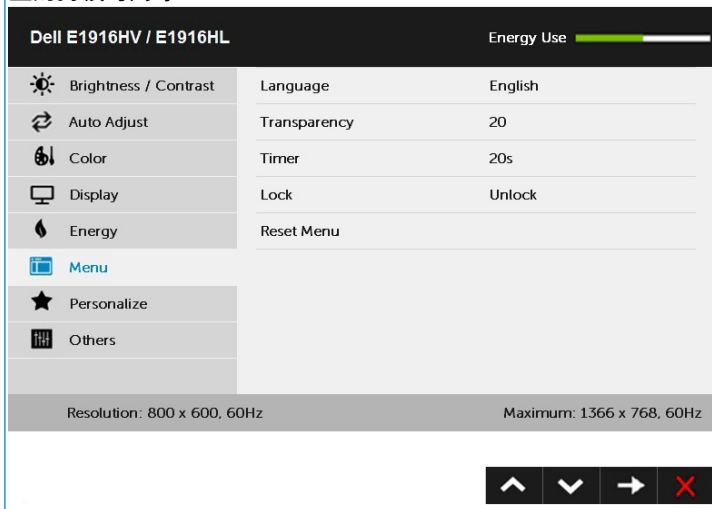 Dell E1916HV / E1916HL Energy Use
Brightness / Contrast Language English
Auto Adjust Transparency 20
Color Timer 20s
Display Lock Unlock
Energy Reset Menu
Menu
Personalize
Others
Resolution: 800 x 600, 60Hz Maximum: 1366 x 768, 60Hz